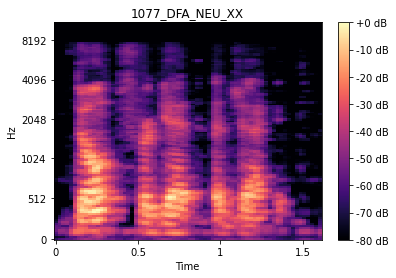 1077_DFA_NEU_XX
8192
4096
2048
1024
512
0
Hz
0
0.5
1
1.5
Time
+0 dB
-10 dB
-20 dB
-30 dB
-40 dB
-50 dB
-60 dB
-70 dB
-80 dB